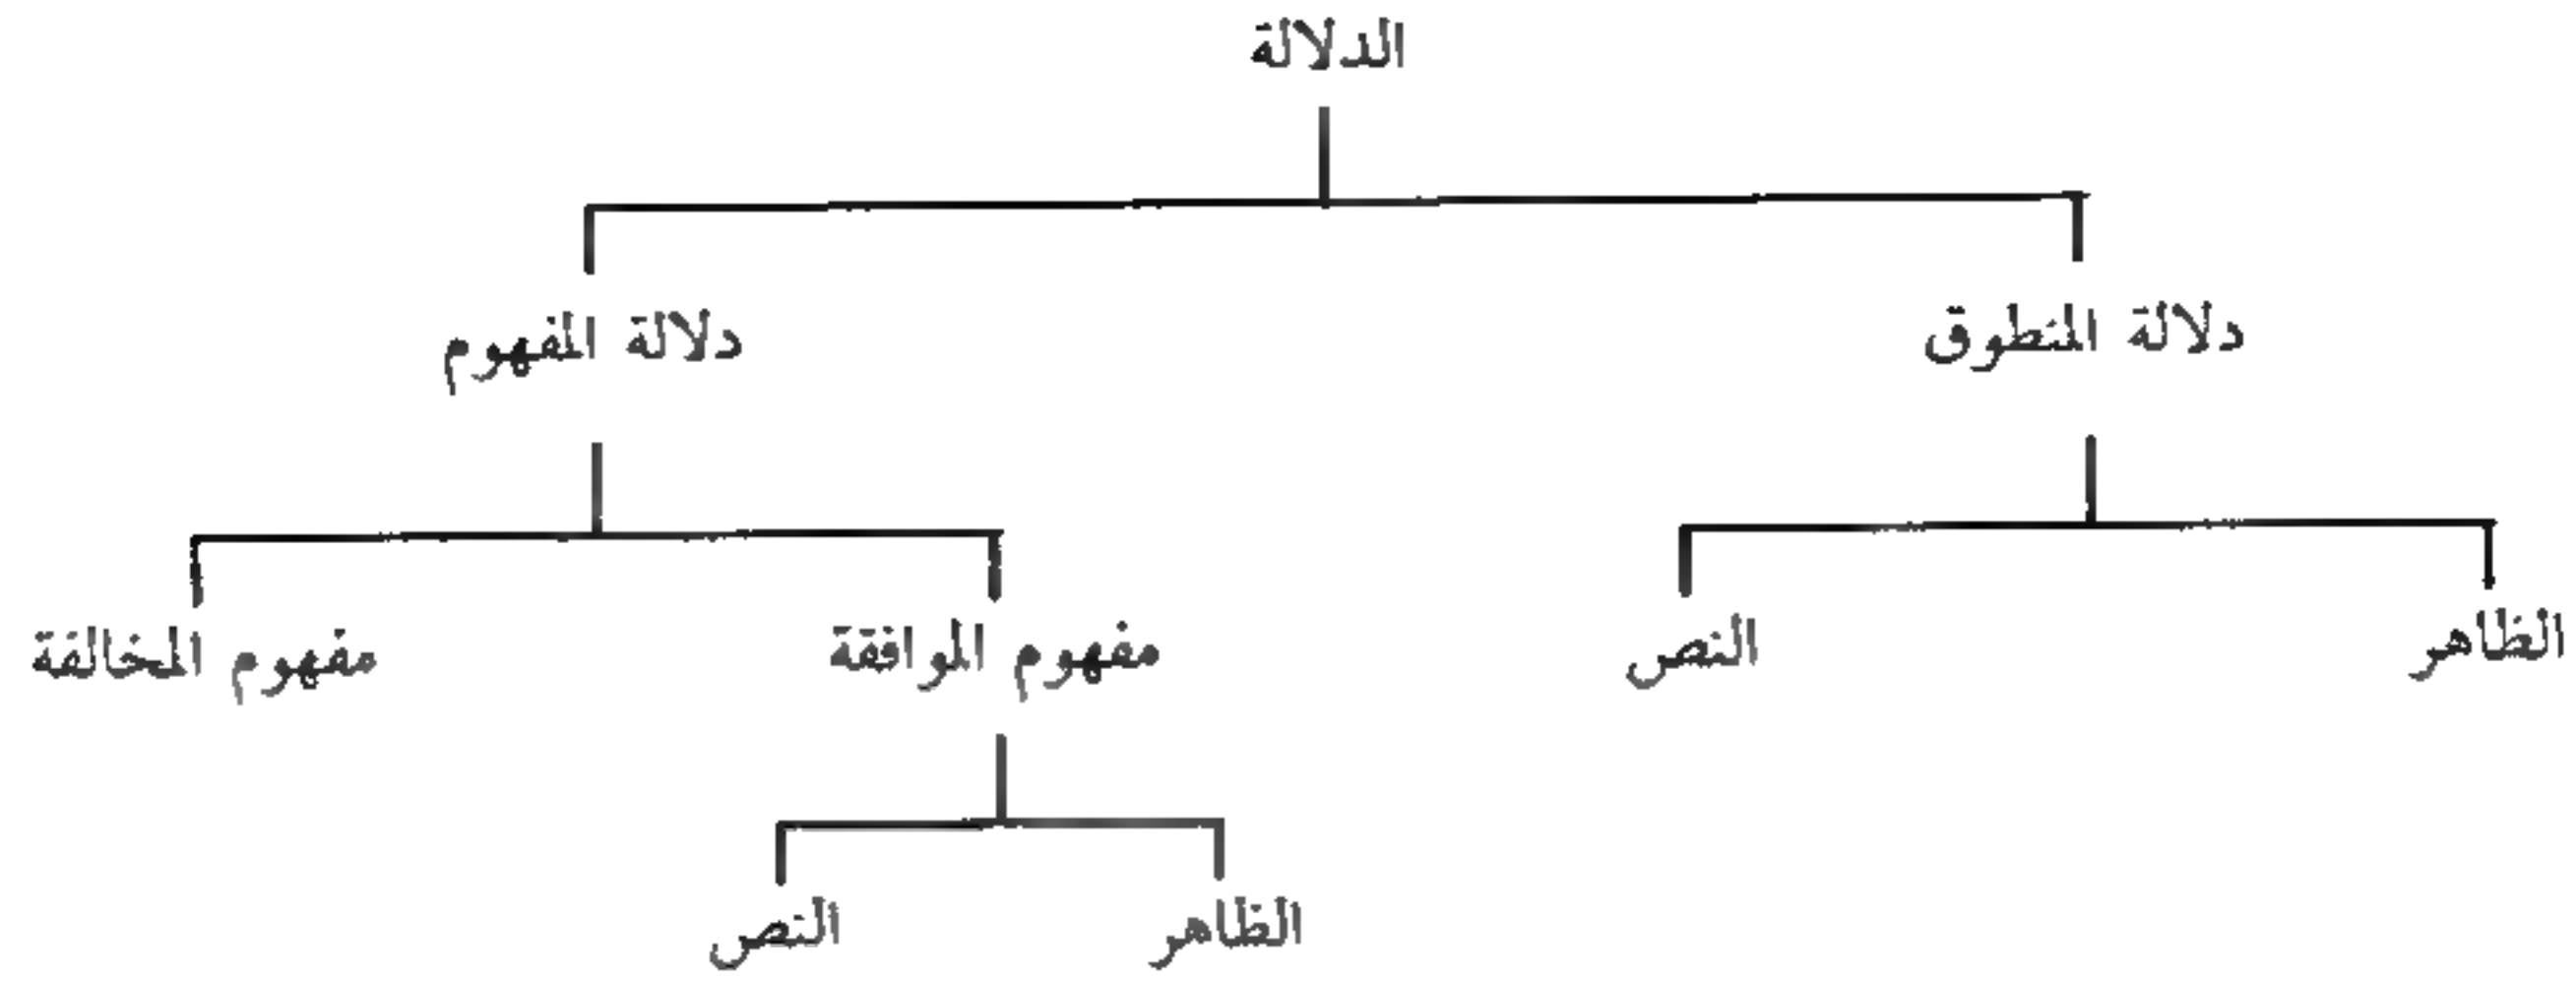 الدلالة
دلالة المنطوق
دلالة المفهوم
الظاهر
النص
مفهوم الموافقة
مفهوم المخالفة
الظاهر
النص